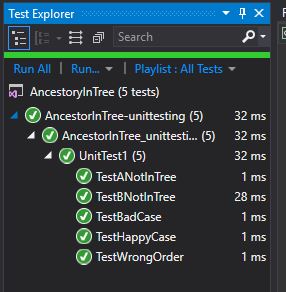 Test Explorer
Search
Run All | Run... | Playlist : All Tests
AncestoryInTree (5 tests)
AncestorInTree-unittesting (5) 32 ms
AncestorInTree_unittesti... (5) 32 ms
UnitTest1 (5) 32 ms
TestANotInTree 1 ms
TestBNotInTree 28 ms
TestBadCase 1 ms
TestHappyCase 1 ms
TestWrongOrder 1 ms